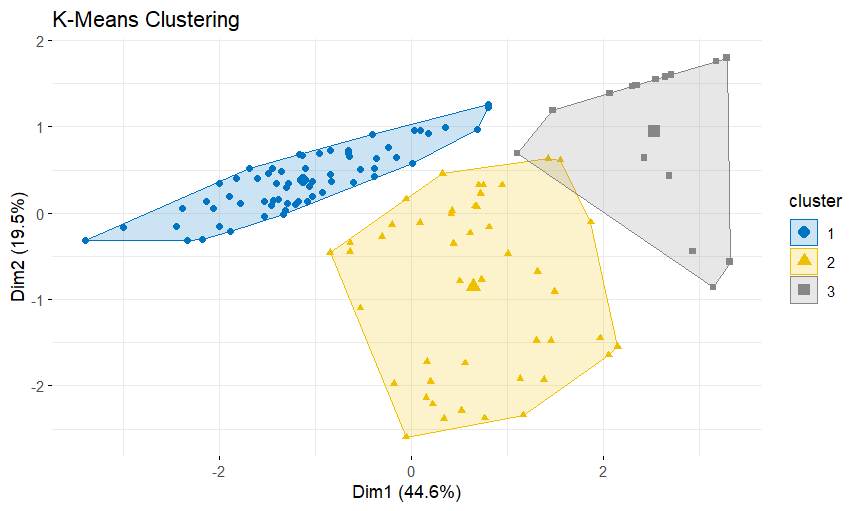 K-Means Clustering
2
1
0
-1
-2
Dim2 (19.5%)
-2
0
2
Dim1 (44.6%)
cluster
1
2
3